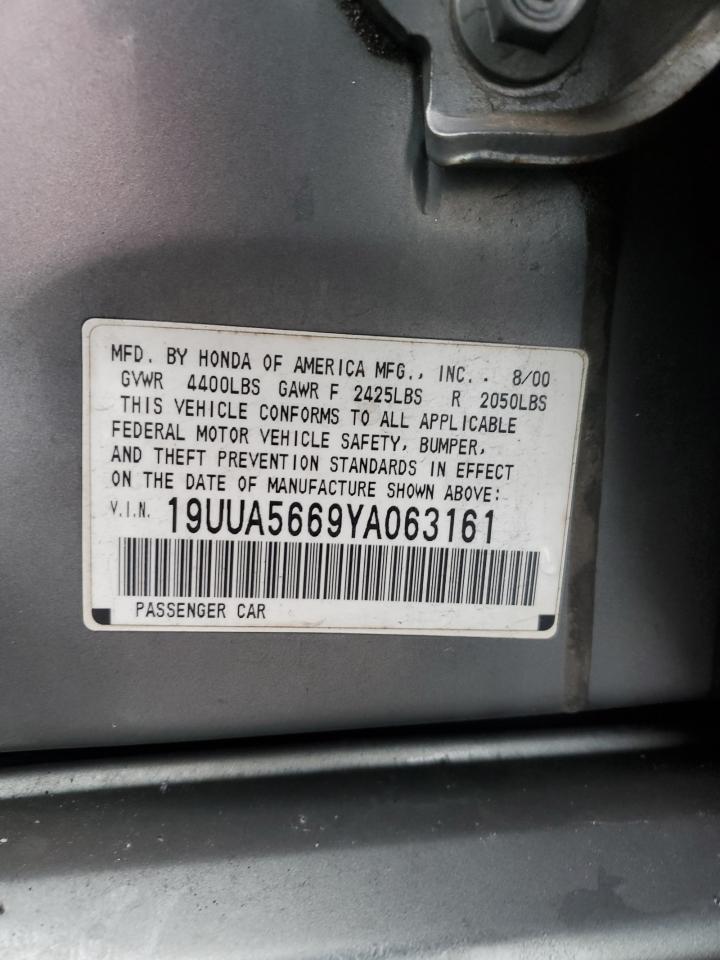 MFD. BY HONDA OF AMERICA MFG., INC. 8/00
GVWR 4400LBS GAWR F 2425LBS R 2050LBS
THIS VEHICLE CONFORMS TO ALL APPLICABLE
FEDERAL MOTOR VEHICLE SAFETY, BUMPER,
AND THEFT PREVENTION STANDARDS IN EFFECT
ON THE DATE OF MANUFACTURE SHOWN ABOVE:
V.I.N. 19UUA5669YA063161
PASSENGER CAR